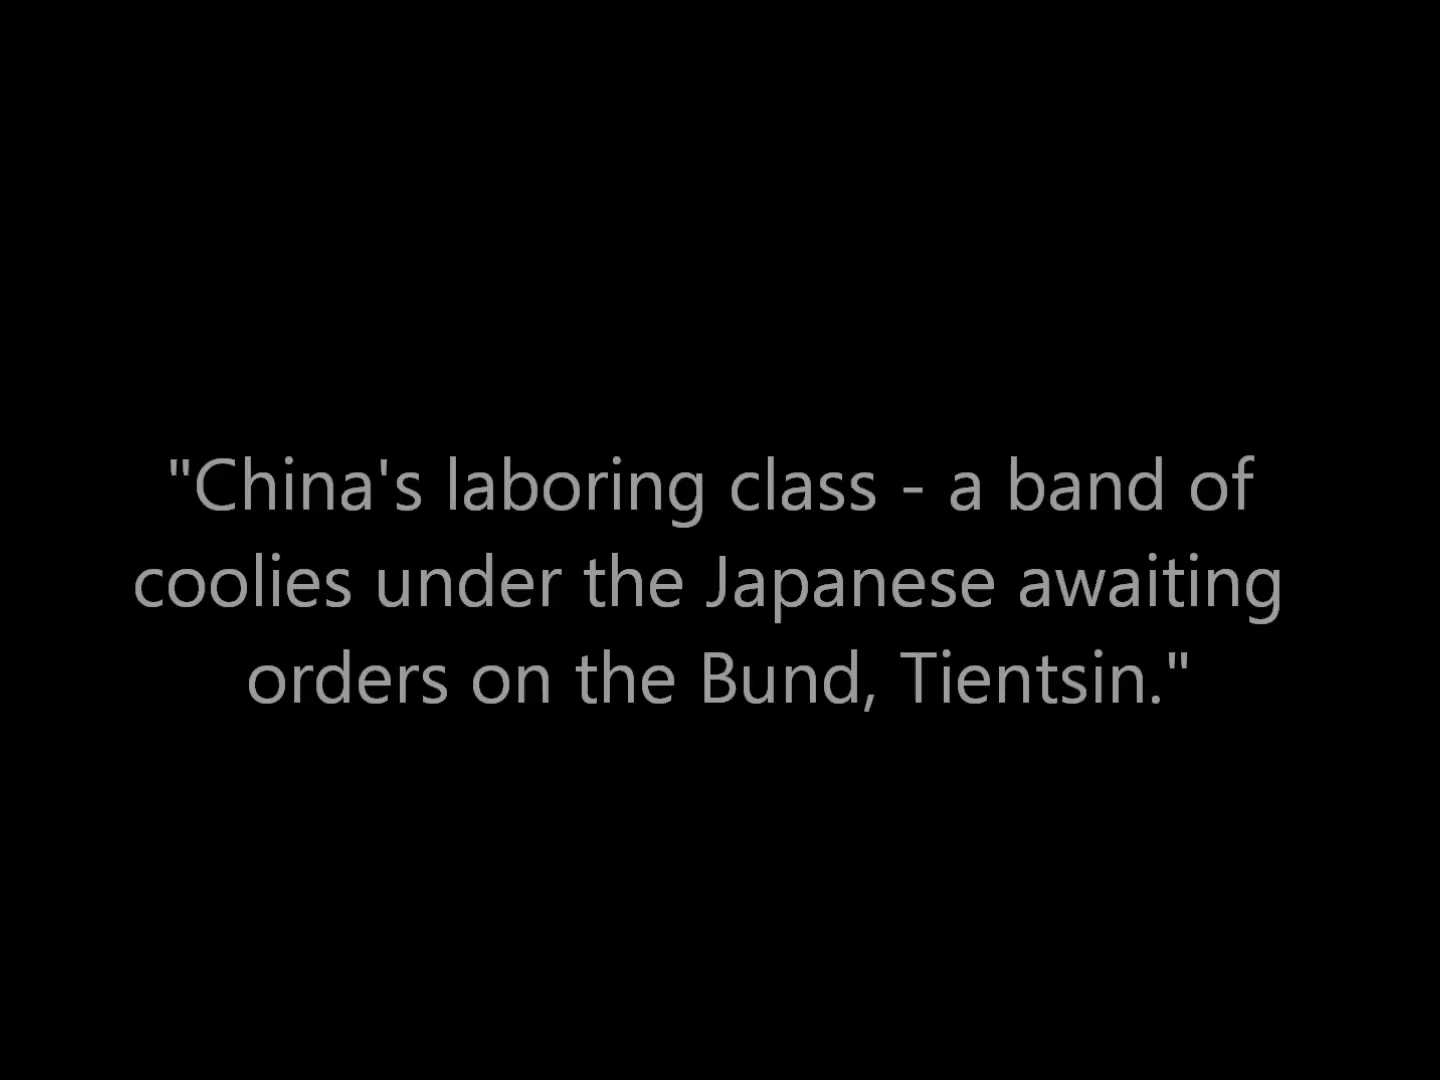 "China's laboring class - a band of
coolies under the Japanese awaiting
orders on the Bund, Tientsin."